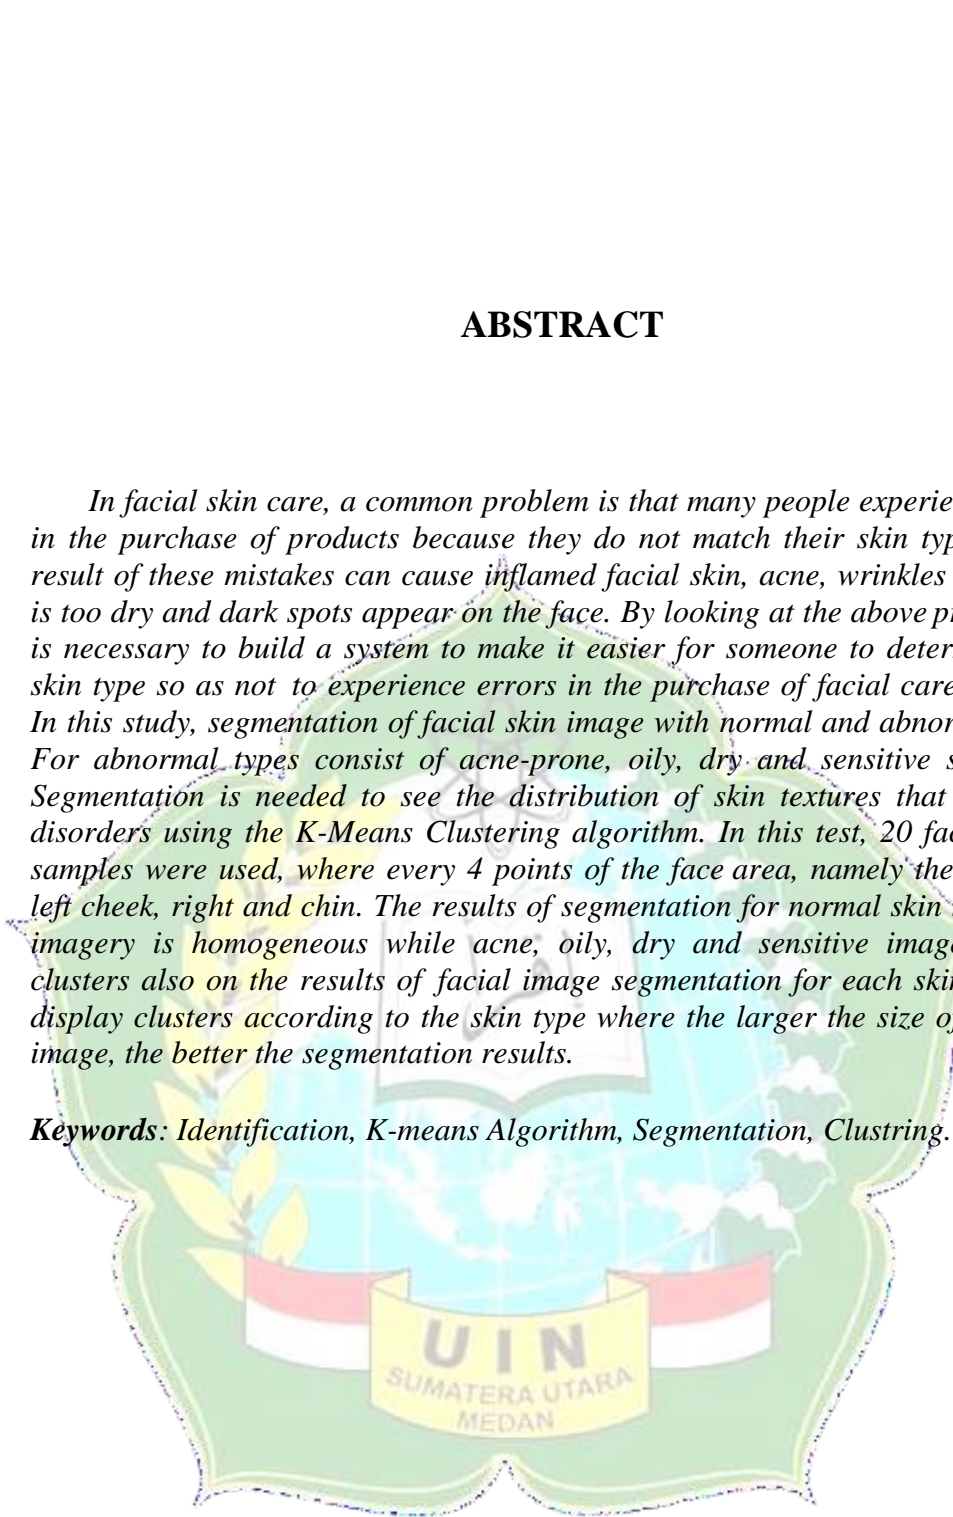 ABSTRACT
In facial skin care, a common problem is that many people
in the purchase of products because they do not match their skin
result of these mistakes can cause inflamed facial skin, acne, wrinkles
is too dry and dark spots appear on the face. By looking at the above
is necessary to build a system to make it easier for someone to
skin type so as not to experience errors in the purchase of facial care
In this study, segmentation of facial skin image with normal and
For abnormal types consist of acne-prone, oily, dry and sensitive
Segmentation is needed to see the distribution of skin textures that
disorders using the K-Means Clustering algorithm. In this test, 20
samples were used, where every 4 points of the face area, namely the
left cheek, right and chin. The results of segmentation for normal skin
imagery is homogeneous while acne, oily, dry and sensitive
clusters also on the results of facial image segmentation for each
display clusters according to the skin type where the larger the size
image, the better the segmentation results.
Keywords: Identification, K-means Algorithm, Segmentation, Clustring.
UIN
SUMATERA UTARA
MEDAN